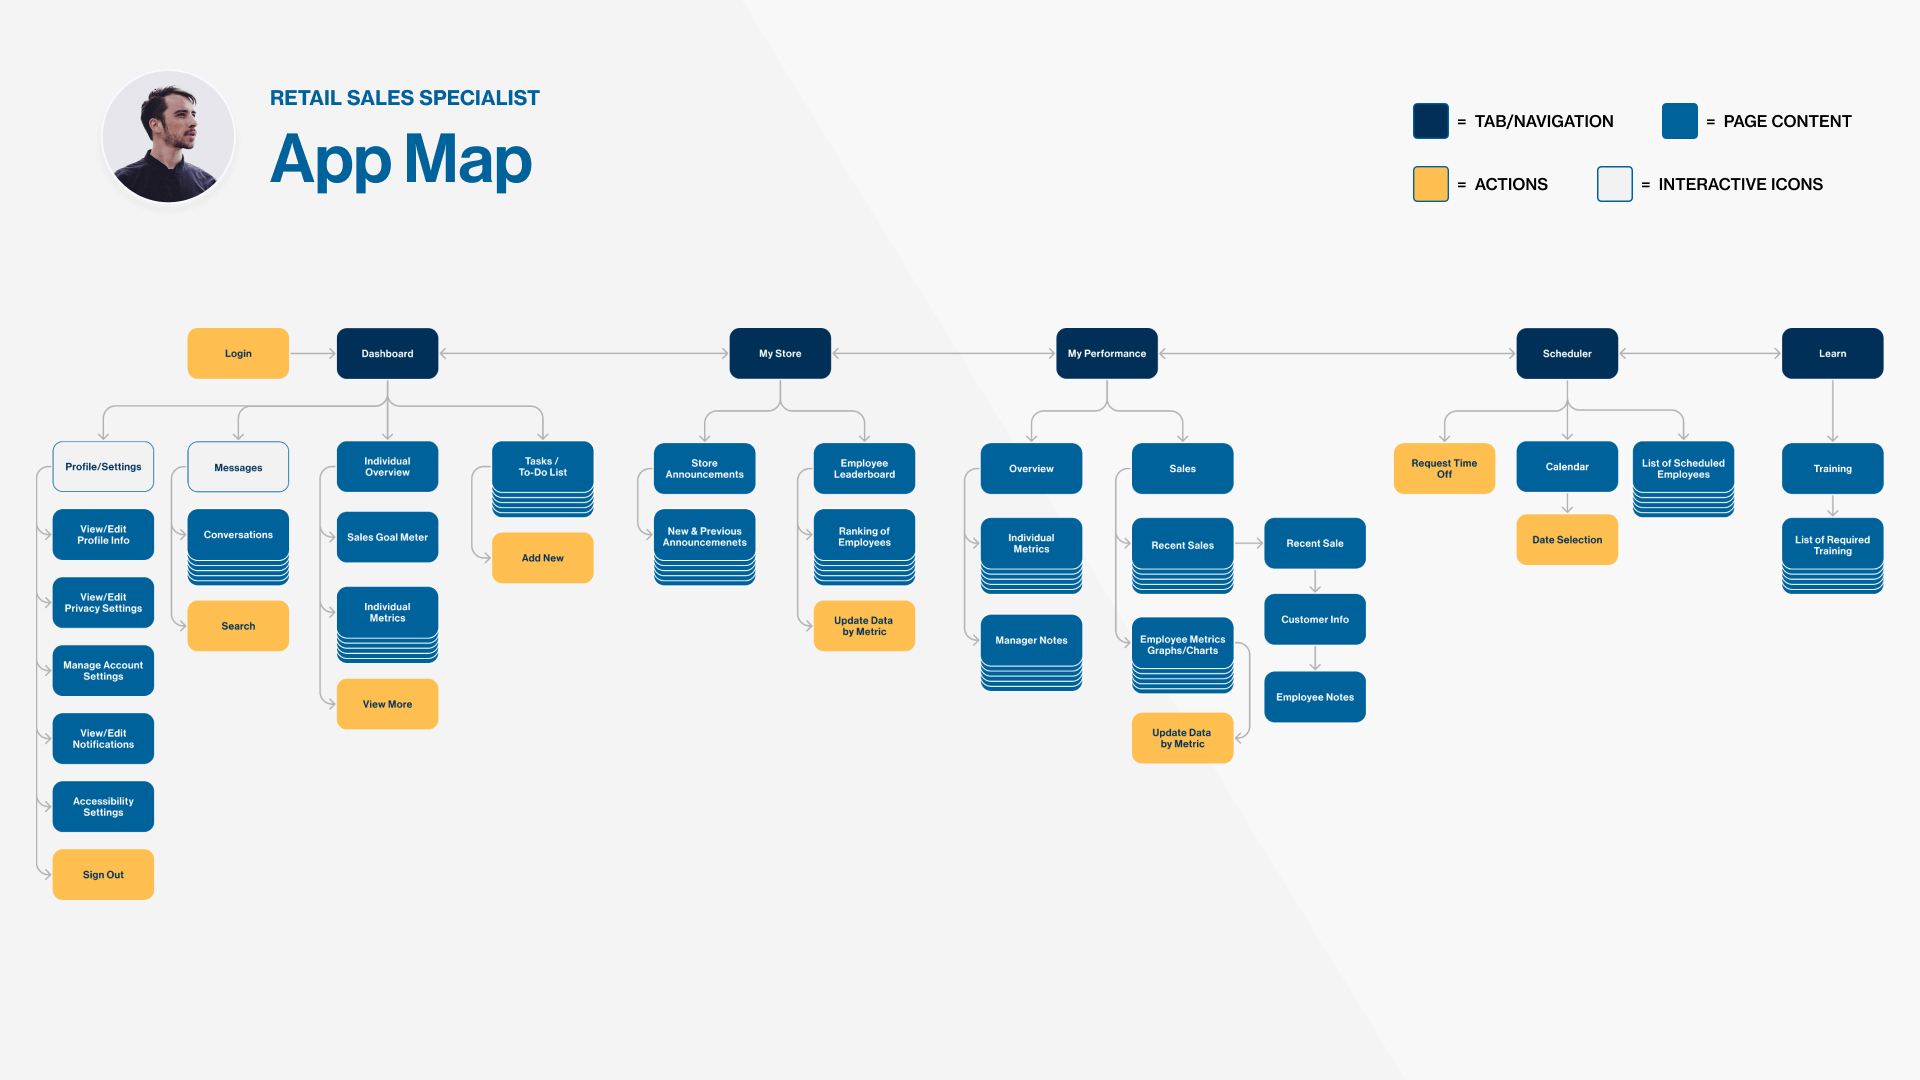 RETAIL SALES SPECIALIST
App Map
= TAB/NAVIGATION
= PAGE CONTENT
= ACTIONS
= INTERACTIVE ICONS
Login
Dashboard
My Store
My Performance
Scheduler
Learn
Profile/Settings
View/Edit
Profile Info
View/Edit
Privacy Settings
Manage Account
Settings
View/Edit
Notifications
Accessibility
Settings
Sign Out
Messages
Conversations
Search
Individual
Overview
Sales Goal Meter
Individual
Metrics
View More
Tasks /
To-Do List
Add New
Store
Announcements
New & Previous
Announcemenets
Employee
Leaderboard
Ranking of
Employees
Update Data
by Metric
Overview
Individual
Metrics
Manager Notes
Sales
Recent Sales
Employee Metrics
Graphs/Charts
Update Data
by Metric
Recent Sale
Customer Info
Employee Notes
Request Time
Off
Calendar
Date Selection
List of Scheduled
Employees
Training
List of Required
Training